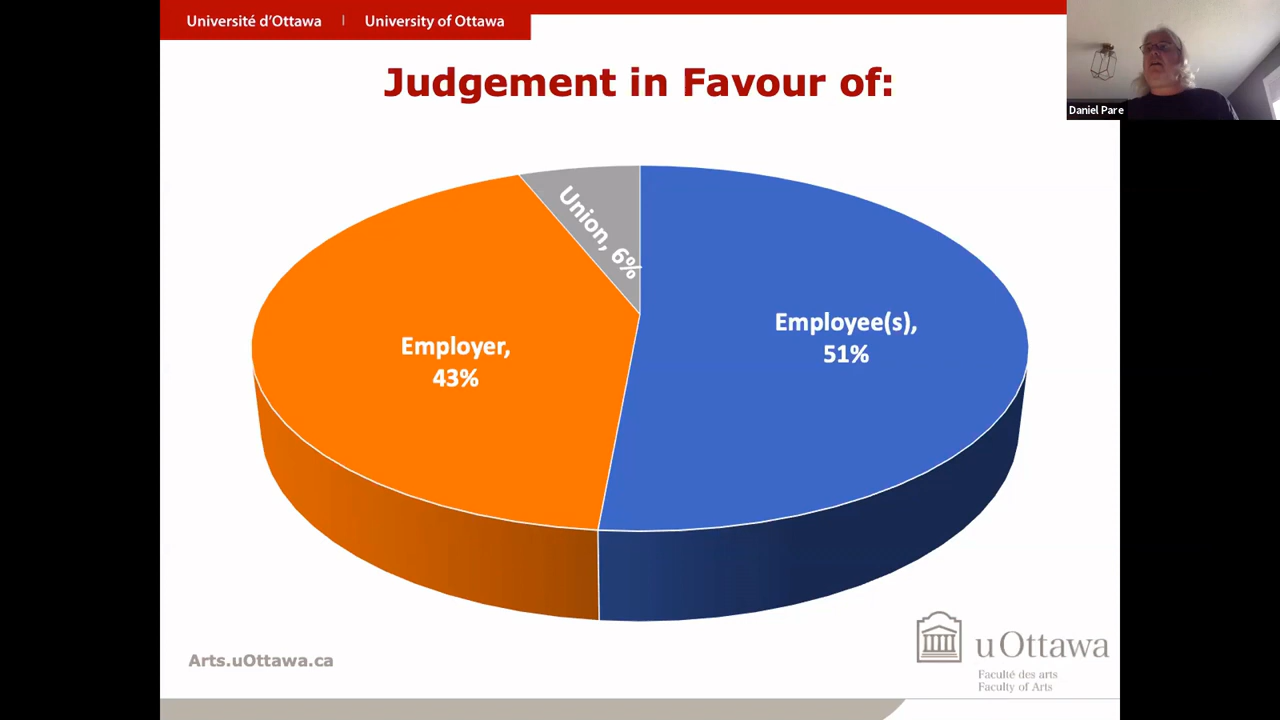 Université d'Ottawa | University of Ottawa
Daniel Pare
Judgement in Favour of:
Union, 6%
Employee(s),
51%
Employer,
43%
Arts.uOttawa.ca
uOttawa
Faculté des arts
Faculty of Arts